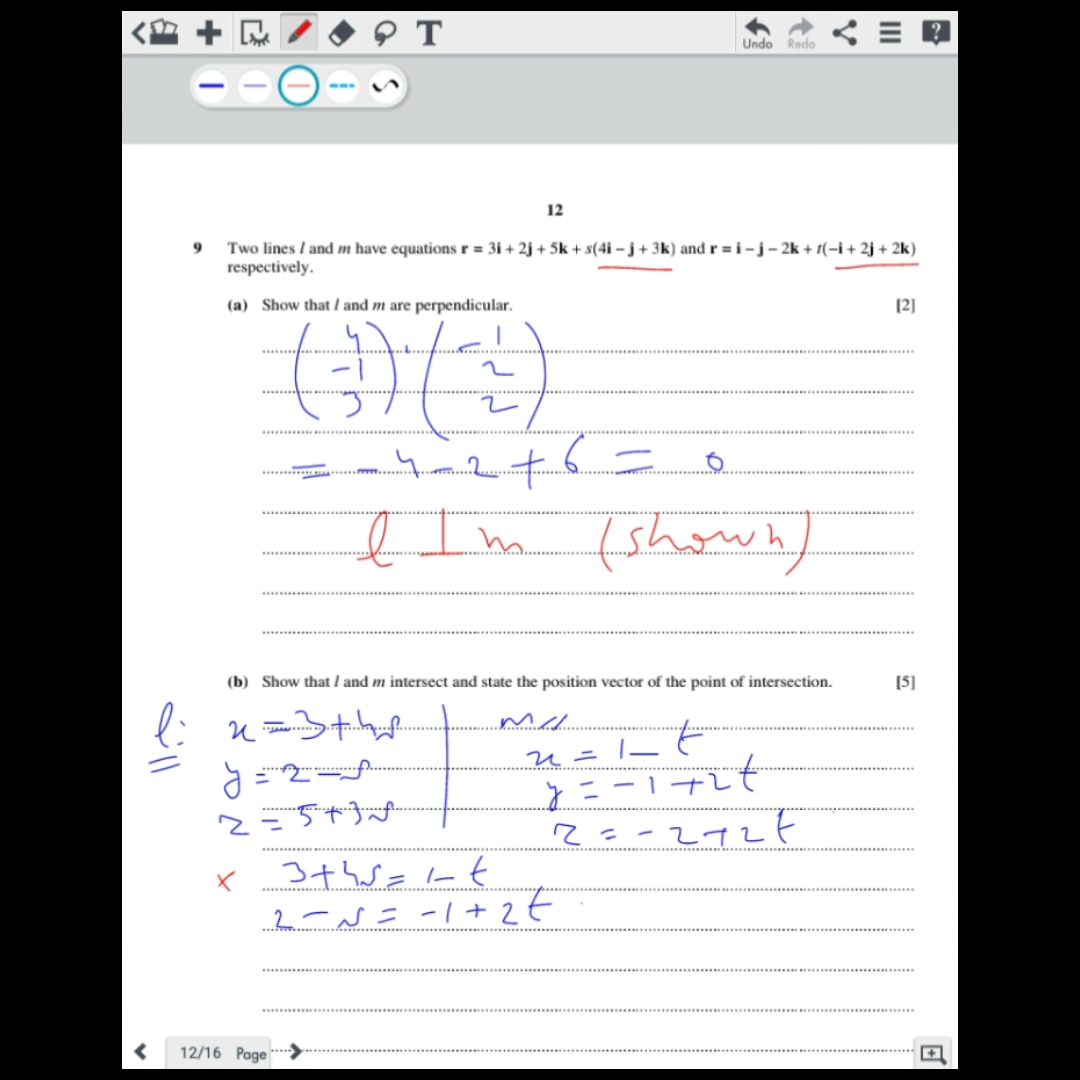 Undo Redo
12
9 Two lines l and m have equations r = 3i + 2j + 5k + s(4i – j + 3k) and r = i – j – 2k + t(–i + 2j + 2k)
respectively.
(a) Show that l and m are perpendicular. [2]
(4 -1 3) · (-1 2 2)
= -4 - 2 + 6 = 0
l ⊥ m (shown)
(b) Show that l and m intersect and state the position vector of the point of intersection. [5]
l: x = 3+4s
y = 2-s
z = 5+3s
m
x = 1-t
y = -1+2t
z = -2+2t
x 3+4s = 1-t
2-s = -1+2t
12/16 Page